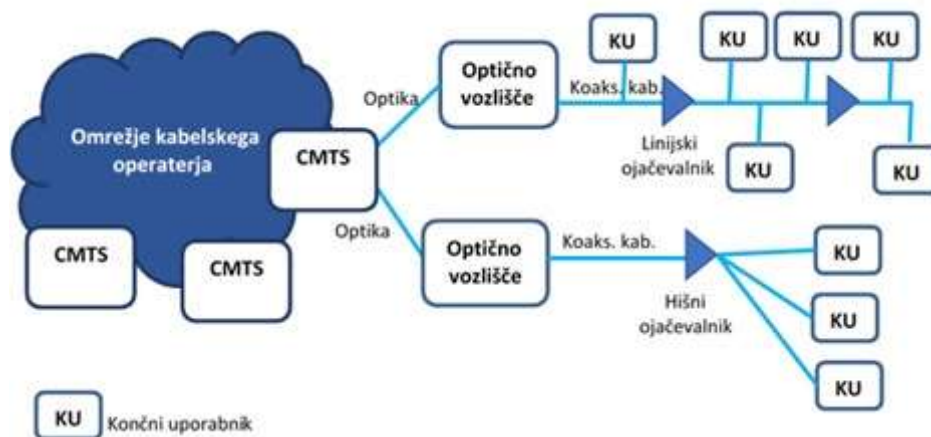 KU
KU
KU
KU
Optično
vozlišče
Optika
Koaks. kab.
Omrežje kabelskega
operaterja
CMTS
Linijski
ojačevalnik
KU
KU
Optika
Optično
vozlišče
Koaks. kab.
KU
CMTS
CMTS
Hišni
ojačevalnik
KU
KU
KU
Končni uporabnik